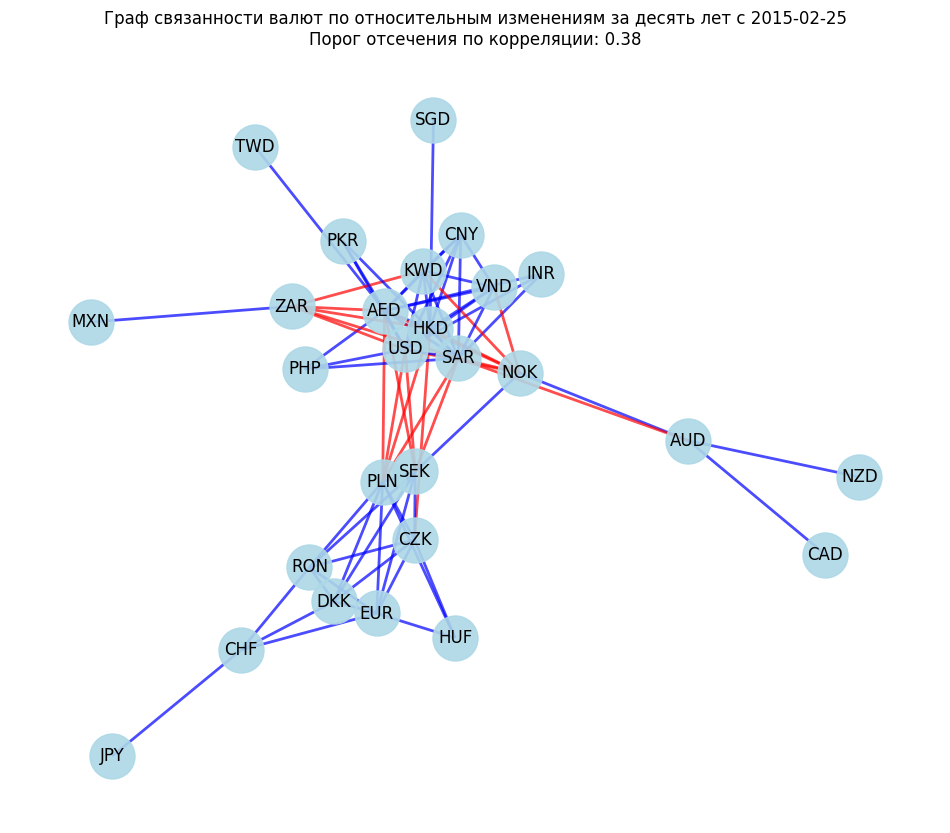 Граф связанности валют по относительным изменениям за десять лет с 2015-02-25
Порог отсечения по корреляции: 0.38
SGD
TWD
CNY
PKR
KWD
INR
VND
ZAR
AED
MXN
HKD
USD
SAR
PHP
NOK
AUD
SEK
NZD
PLN
CZK
CAD
RON
DKK
EUR
HUF
CHF
JPY